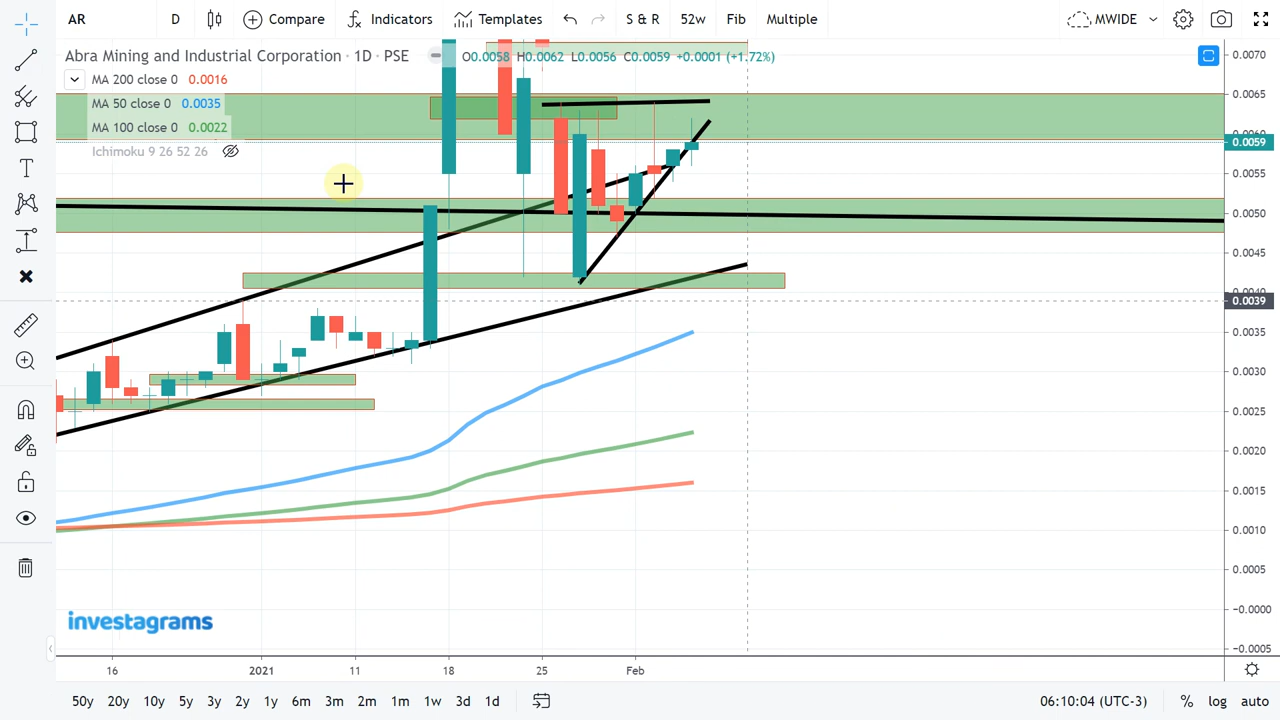 AR D Compare Indicators Templates S & R 52w Fib Multiple MWIDE
Abra Mining and Industrial Corporation · 1D · PSE O0.0058 H0.0062 L0.0056 C0.0059 +0.0001 (+1.72%)
MA 200 close 0 0.0016
MA 50 close 0 0.0035
MA 100 close 0 0.0022
Ichimoku 9 26 52 26
0.0070
0.0065
0.0060
0.0059
0.0055
0.0050
0.0045
0.0040
0.0039
0.0035
0.0030
0.0025
0.0020
0.0015
0.0010
0.0005
−0.0000
−0.0005
investagrams
16 2021 11 18 25 Feb
50y 20y 10y 5y 3y 2y 1y 6m 3m 2m 1m 1w 3d 1d 06:10:04 (UTC-3) % log auto